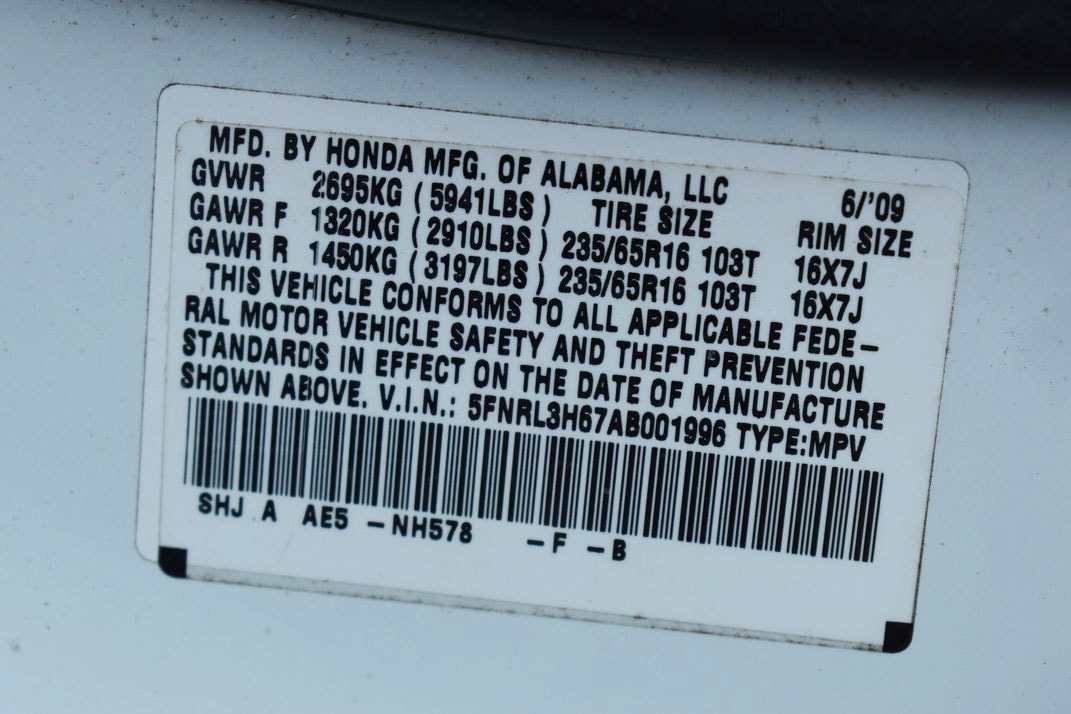 MFD. BY HONDA MFG. OF ALABAMA, LLC 6/'09
GVWR 2695KG ( 5941LBS ) TIRE SIZE RIM SIZE
GAWR F 1320KG ( 2910LBS ) 235/65R16 103T 16X7J
GAWR R 1450KG ( 3197LBS ) 235/65R16 103T 16X7J
THIS VEHICLE CONFORMS TO ALL APPLICABLE FEDE-
RAL MOTOR VEHICLE SAFETY AND THEFT PREVENTION
STANDARDS IN EFFECT ON THE DATE OF MANUFACTURE
SHOWN ABOVE. V.I.N.: 5FNRL3H67AB001996 TYPE:MPV
SHJ A AE5 -NH578 -F -B